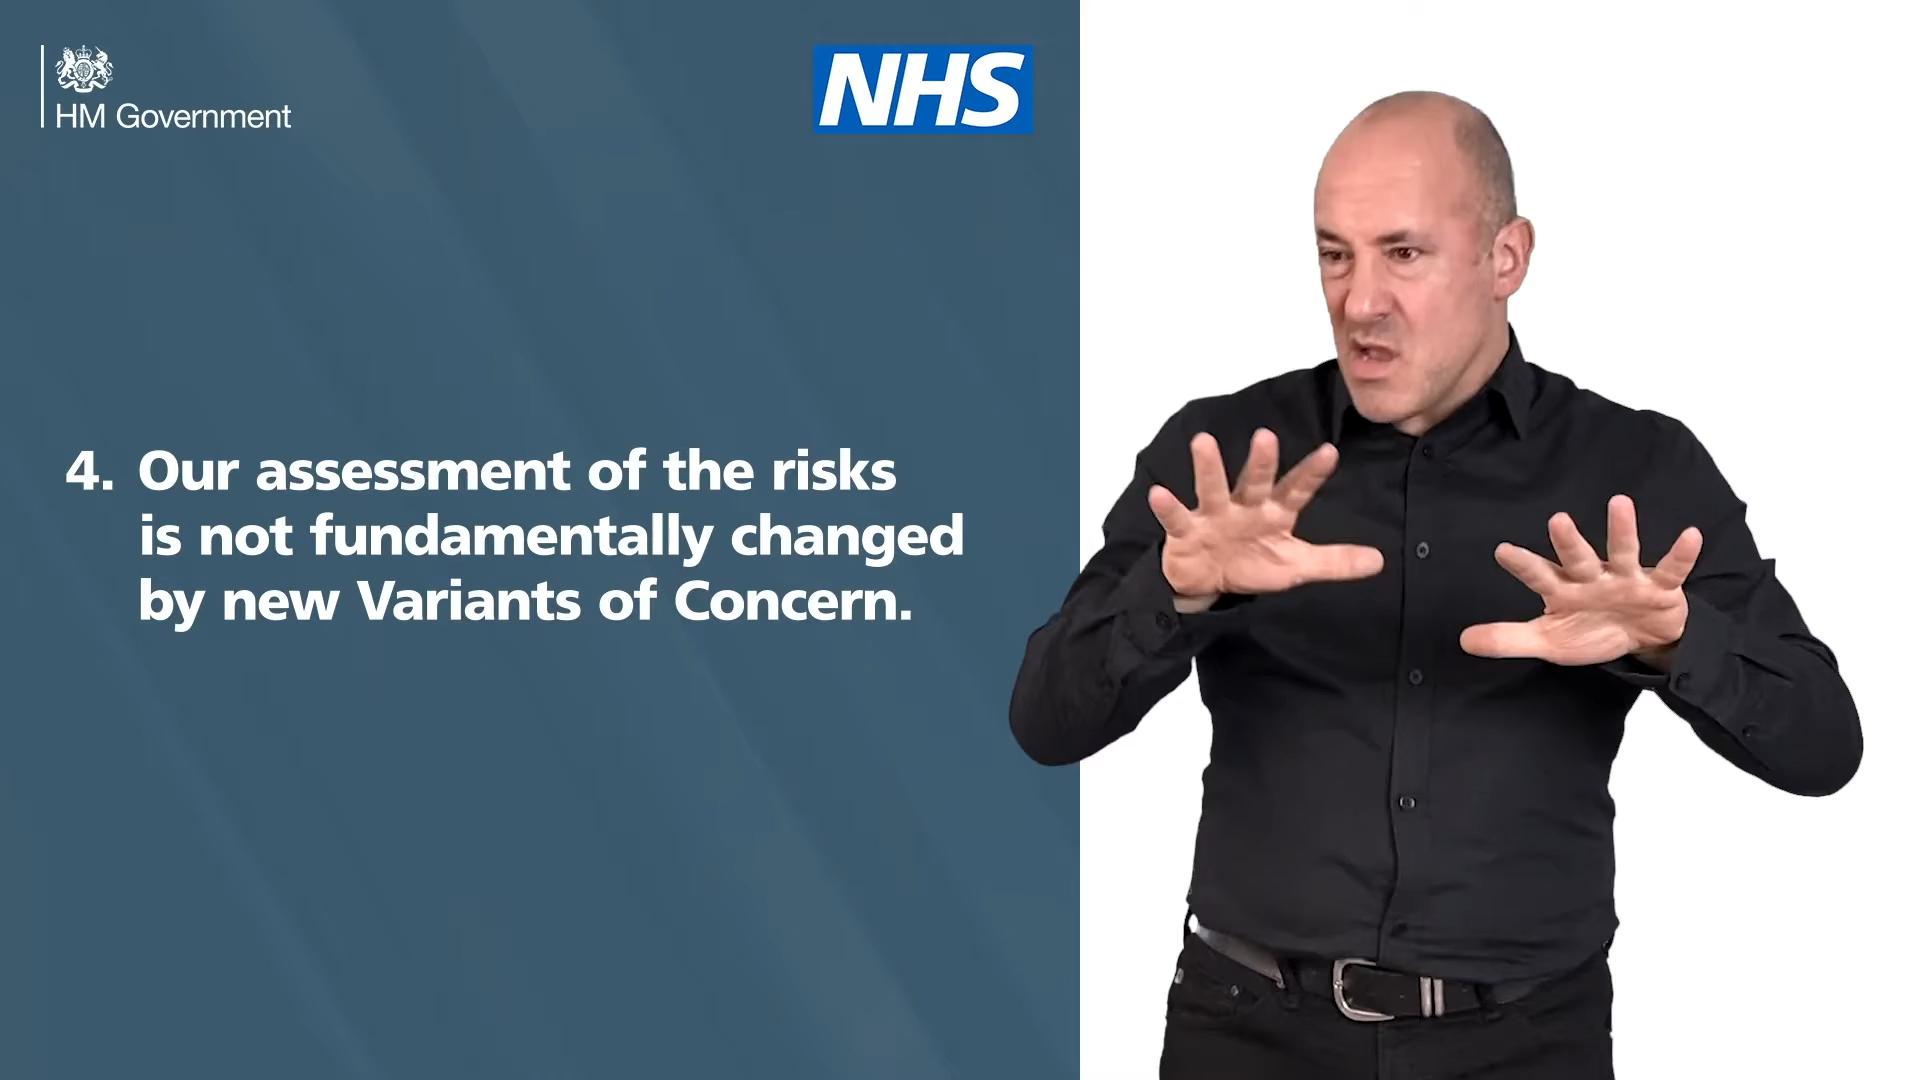 HM Government
NHS
4. Our assessment of the risks
is not fundamentally changed
by new Variants of Concern.